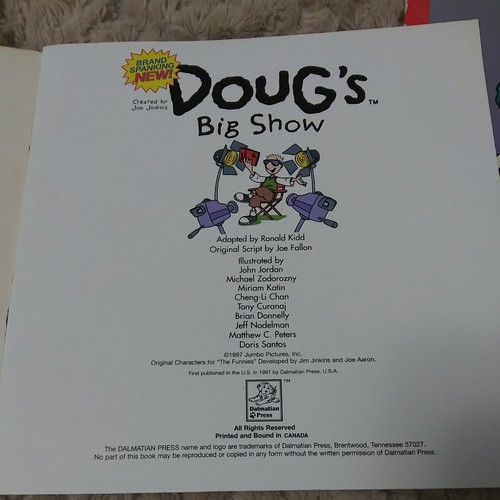 BRAND
SPANKING
NEW!
Created by
Jim Jinkins
DOUG's™
Big Show
Adapted by Ronald Kidd
Original Script by Joe Fallon
Illustrated by
John Jordan
Michael Zodorozny
Miriam Katin
Cheng-Li Chan
Tony Curanaj
Brian Donnelly
Jeff Nodelman
Matthew C. Peters
Doris Santos
©1997 Jumbo Pictures, Inc.
Original Characters for "The Funnies" Developed by Jim Jinkins and Joe Aaron.
First published in the U.S. in 1997 by Dalmatian Press, U.S.A.
TM
Dalmatian
Press
All Rights Reserved
Printed and Bound in CANADA
The DALMATIAN PRESS name and logo are trademarks of Dalmatian Press, Brentwood, Tennessee 37027.
No part of this book may be reproduced or copied in any form without the written permission of Dalmatian Press.